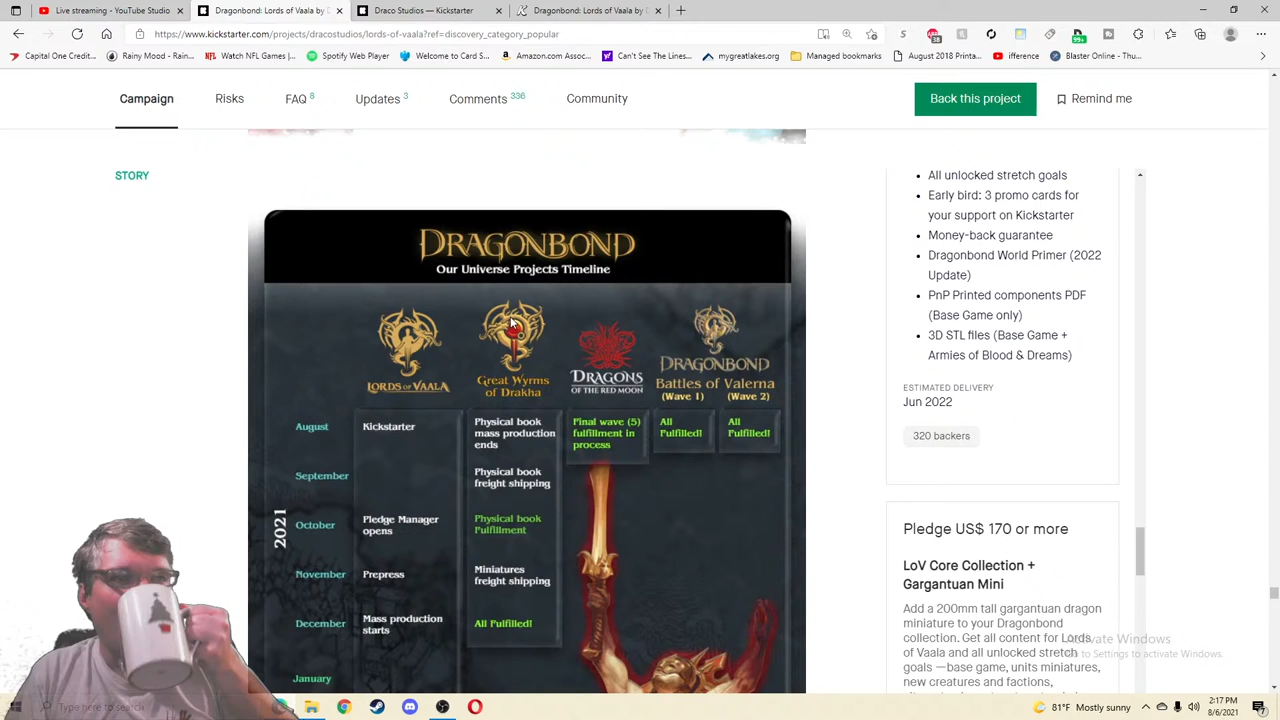 Live streaming - YouTube Studio
Dragonbond: Lords of Vaala by D
Draco Studios — Kickstarter
Dragonbond: Lords of Vaala by D
https://www.kickstarter.com/projects/dracostudios/lords-of-vaala?ref=discovery_category_popular
Capital One Credit...
Rainy Mood - Rain...
Watch NFL Games |...
Spotify Web Player
Welcome to Card S...
Amazon.com Assoc...
Can't See The Lines...
mygreatlakes.org
Managed bookmarks
August 2018 Printa...
ifference
Blaster Online - Thu...
Campaign
Risks
FAQ 8
Updates 3
Comments 336
Community
Back this project
Remind me
STORY
DRAGONBOND
Our Universe Projects Timeline
LORDS OF VAALA
Great Wyrms
of Drakha
DRAGONS
OF THE RED MOON
DRAGONBOND
Battles of Valerna
(Wave 1)
(Wave 2)
2021
August
Kickstarter
Physical book
mass production
ends
Final wave (5)
fulfillment in
process
All
Fulfilled!
All
Fulfilled!
September
Physical book
freight shipping
October
Pledge Manager
opens
Physical book
Fulfillment
November
Prepress
Miniatures
freight shipping
December
Mass production
starts
All Fulfilled!
January
All unlocked stretch goals
Early bird: 3 promo cards for
your support on Kickstarter
Money-back guarantee
Dragonbond World Primer (2022
Update)
PnP Printed components PDF
(Base Game only)
3D STL files (Base Game +
Armies of Blood & Dreams)
ESTIMATED DELIVERY
Jun 2022
320 backers
Pledge US$ 170 or more
LoV Core Collection +
Gargantuan Mini
Add a 200mm tall gargantuan dragon
miniature to your Dragonbond
collection. Get all content for Lords
of Vaala and all unlocked stretch
goals —base game, units miniatures,
new creatures and factions,
Activate Windows
Go to Settings to activate Windows.
Type here to search
81°F Mostly sunny
2:17 PM
8/6/2021